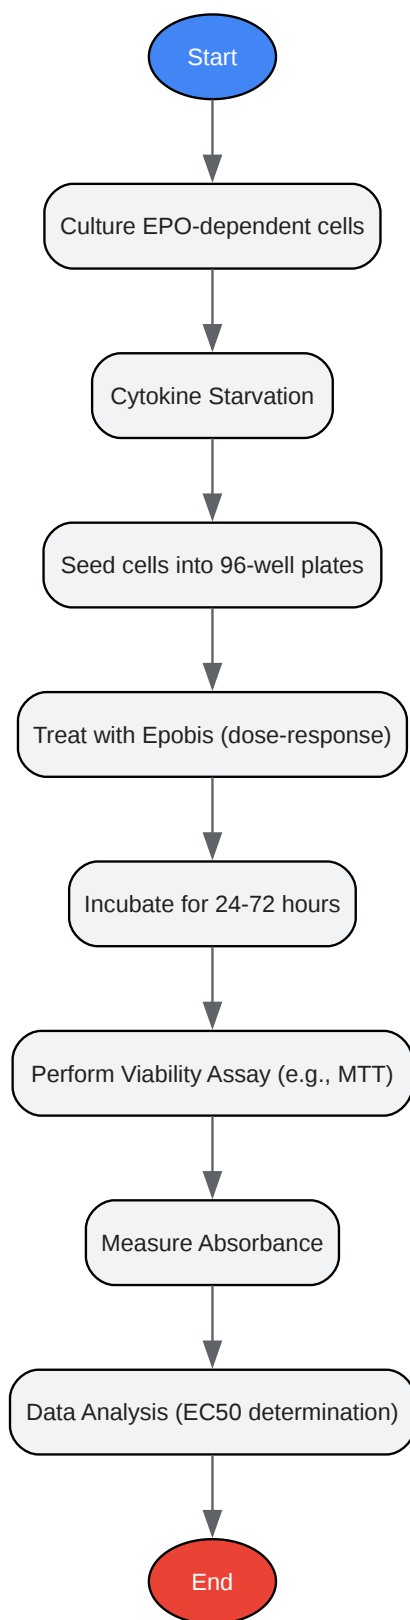 Start
Culture EPO-dependent cells
Cytokine Starvation
Seed cells into 96-well plates
Treat with Epobis (dose-response)
Incubate for 24-72 hours
Perform Viability Assay (e.g., MTT)
Measure Absorbance
Data Analysis (EC50 determination)
End